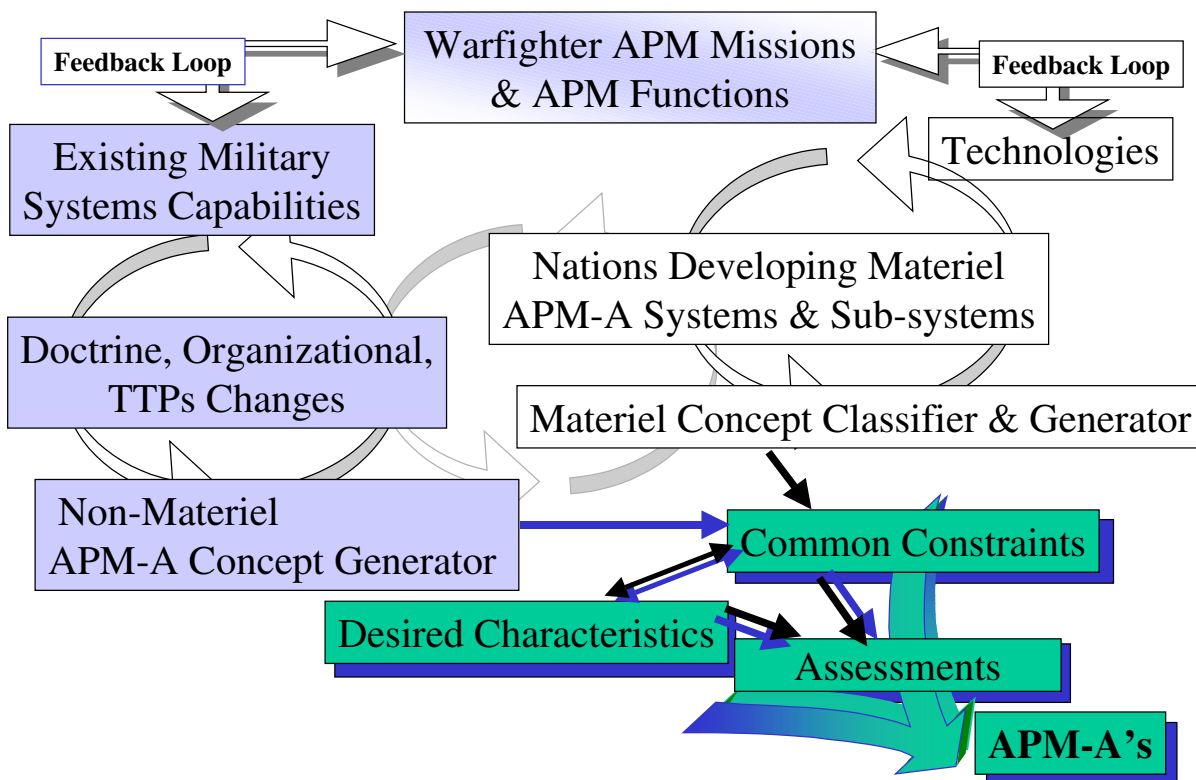 Warfighter APM Missions
& APM Functions
Feedback Loop
Feedback Loop
Existing Military
Systems Capabilities
Technologies
Nations Developing Materiel
APM-A Systems & Sub-systems
Doctrine, Organizational,
TTPs Changes
Materiel Concept Classifier & Generator
Non-Materiel
APM-A Concept Generator
Common Constraints
Desired Characteristics
Assessments
APM-A's